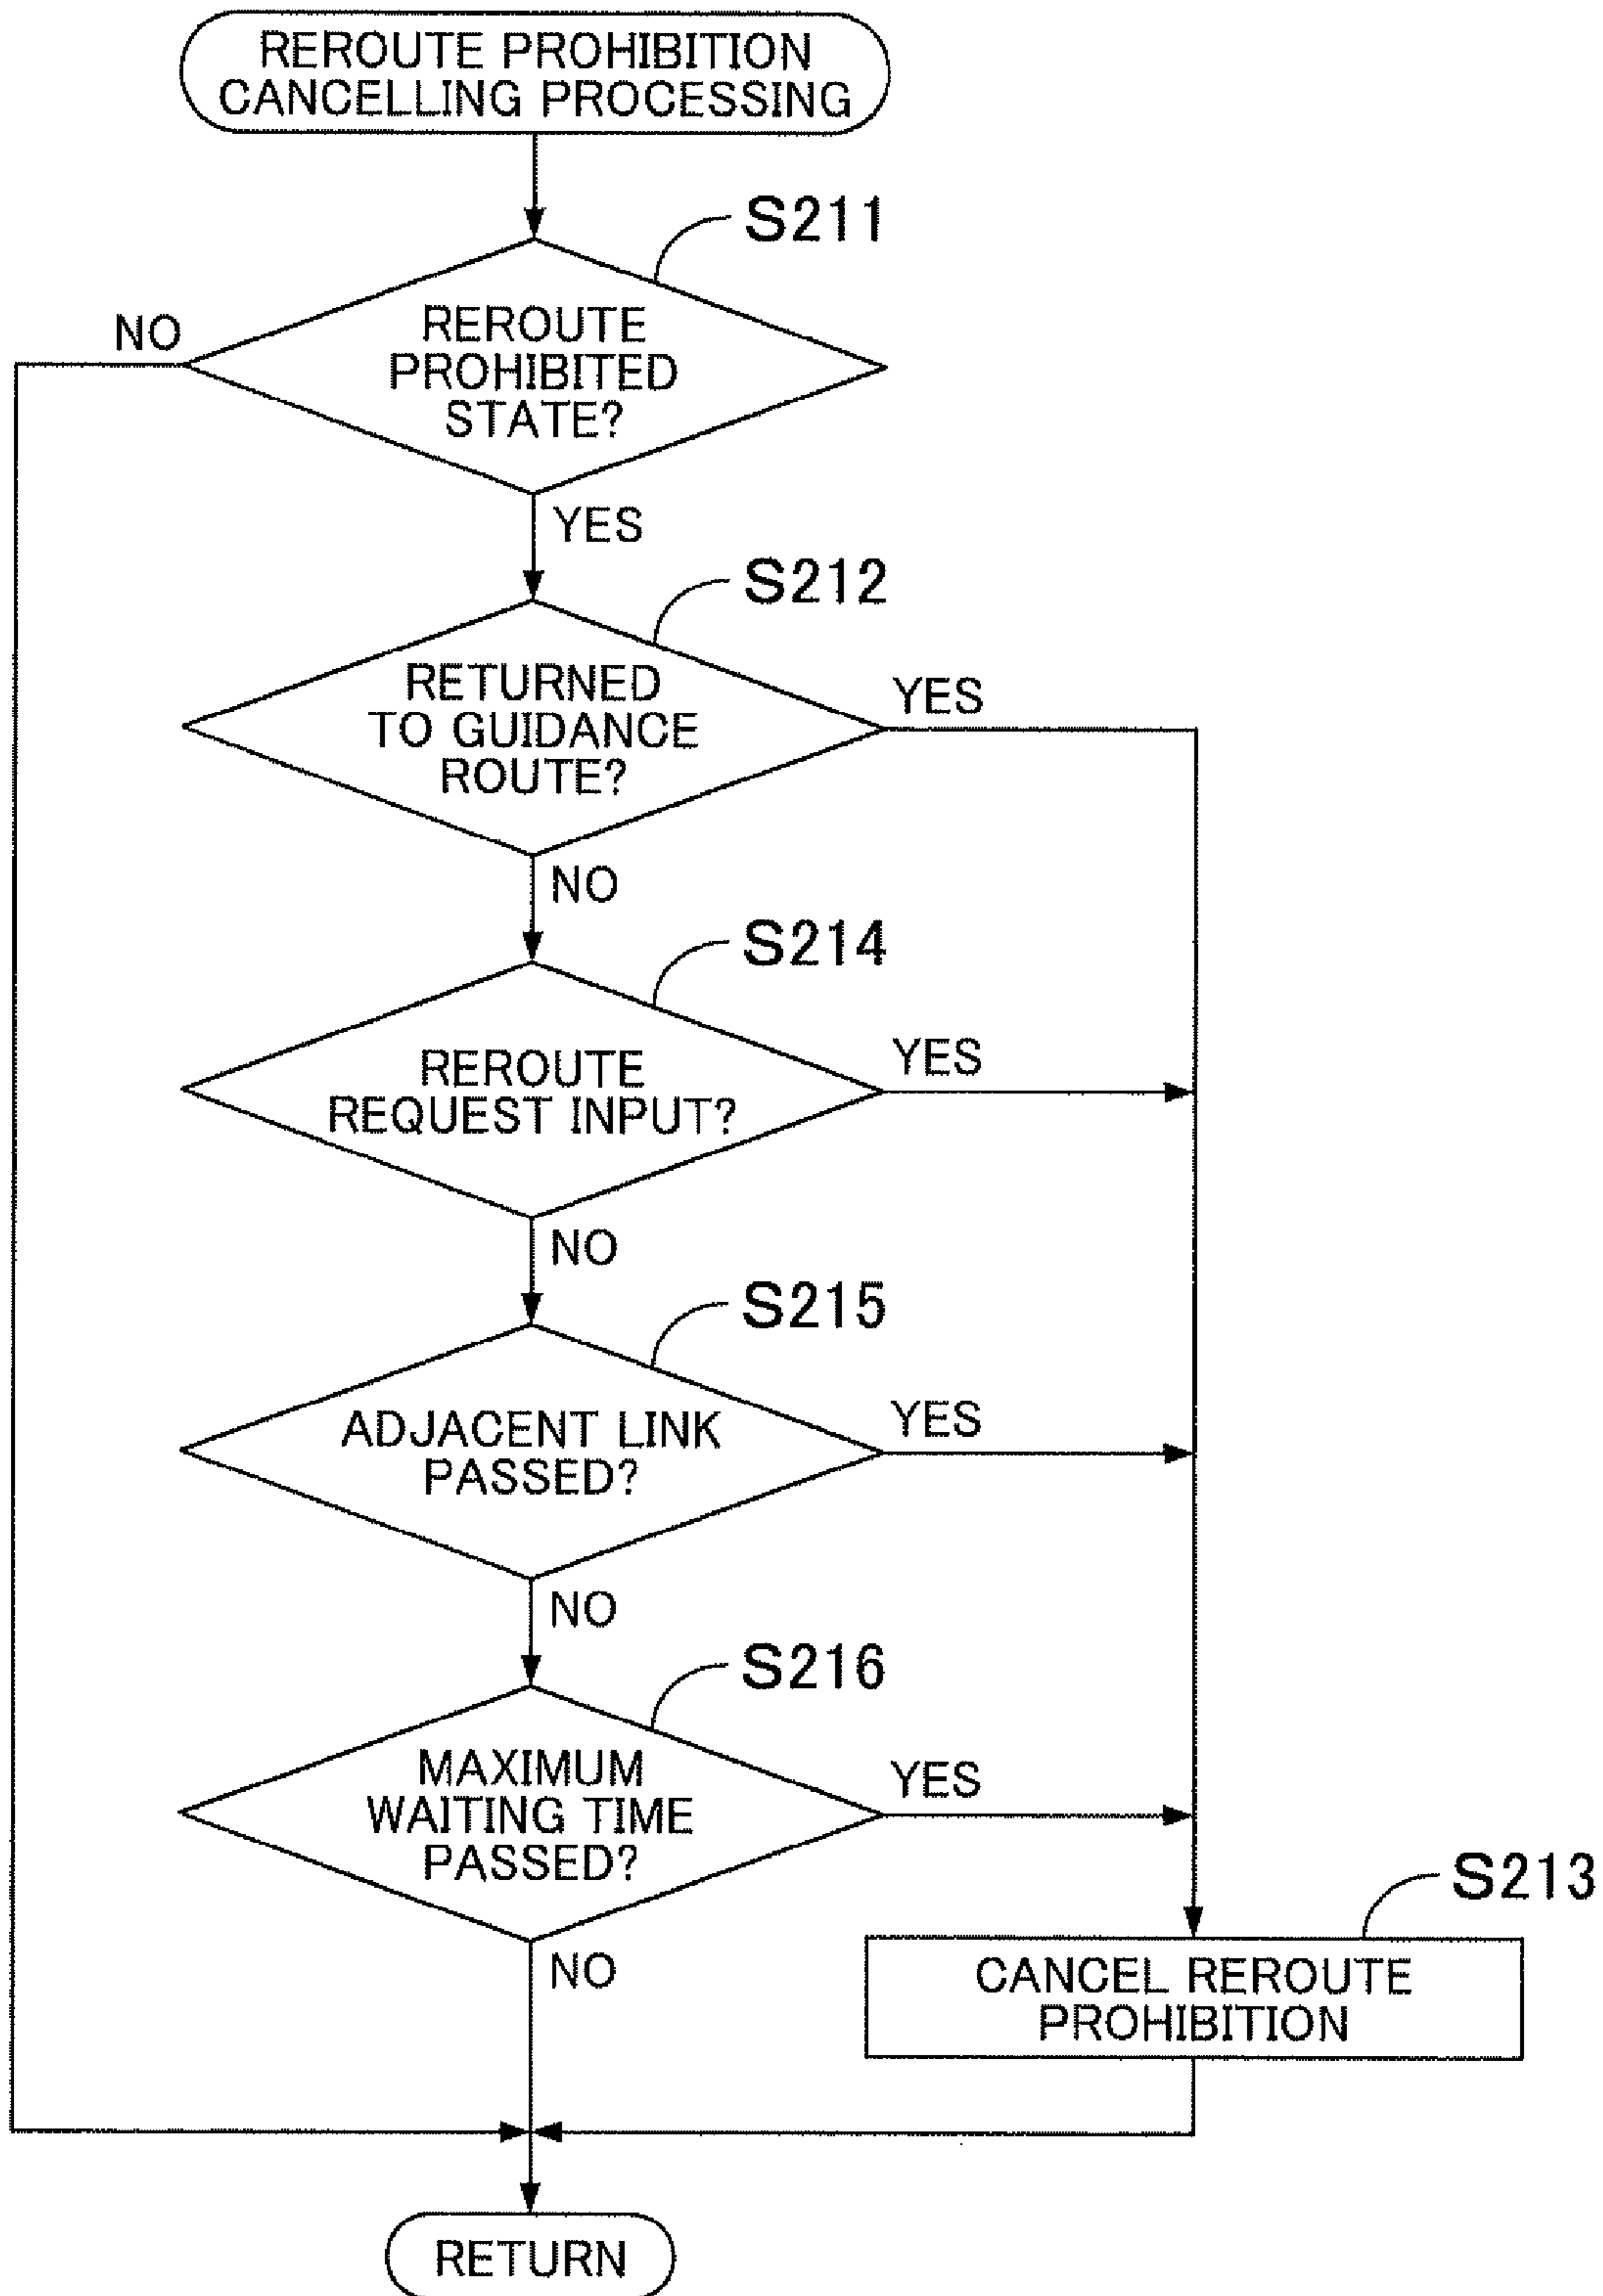 REROUTE PROHIBITION
CANCELLING PROCESSING
S211
NO
REROUTE
PROHIBITED
STATE?
YES
S212
RETURNED
TO GUIDANCE
ROUTE?
YES
NO
S214
REROUTE
REQUEST INPUT?
YES
NO
S215
ADJACENT LINK
PASSED?
YES
NO
S216
MAXIMUM
WAITING TIME
PASSED?
YES
NO
S213
CANCEL REROUTE
PROHIBITION
RETURN